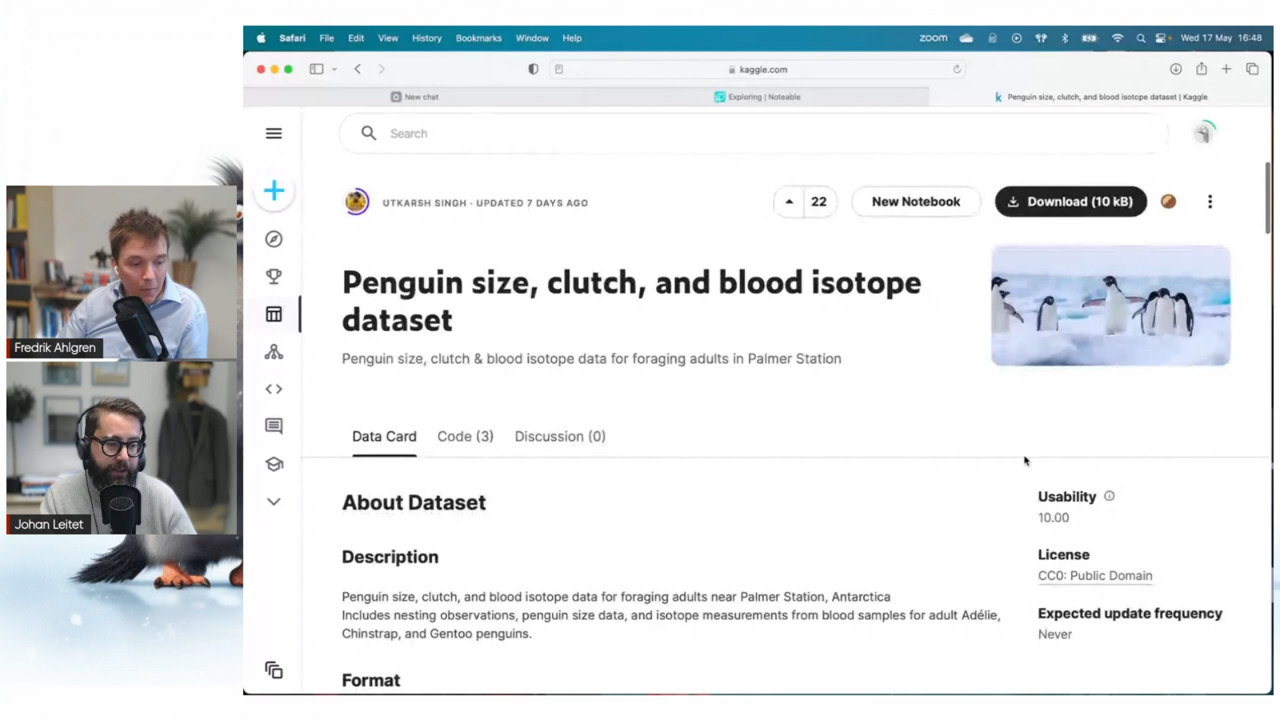 Safari File Edit View History Bookmarks Window Help zoom Wed 17 May 16:48
kaggle.com
New chat
Exploring | Noteable
Penguin size, clutch, and blood isotope dataset | Kaggle
Search
UTKARSH SINGH · UPDATED 7 DAYS AGO
22
New Notebook
Download (10 kB)
Penguin size, clutch, and blood isotope
dataset
Penguin size, clutch & blood isotope data for foraging adults in Palmer Station
Data Card Code (3) Discussion (0)
About Dataset
Description
Penguin size, clutch, and blood isotope data for foraging adults near Palmer Station, Antarctica
Includes nesting observations, penguin size data, and isotope measurements from blood samples for adult Adélie,
Chinstrap, and Gentoo penguins.
Format
Usability
10.00
License
CC0: Public Domain
Expected update frequency
Never
Fredrik Ahlgren
Johan Leitet